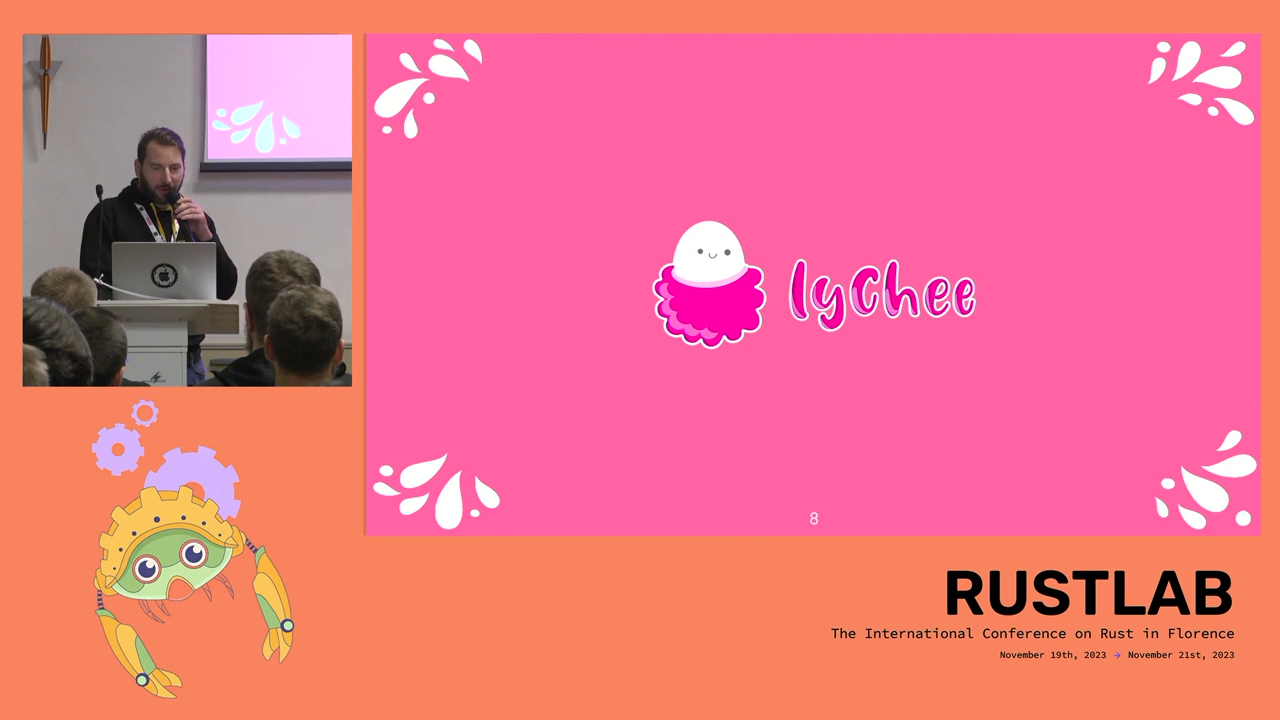 lychee
8
RUSTLAB
The International Conference on Rust in Florence
November 19th, 2023 → November 21st, 2023